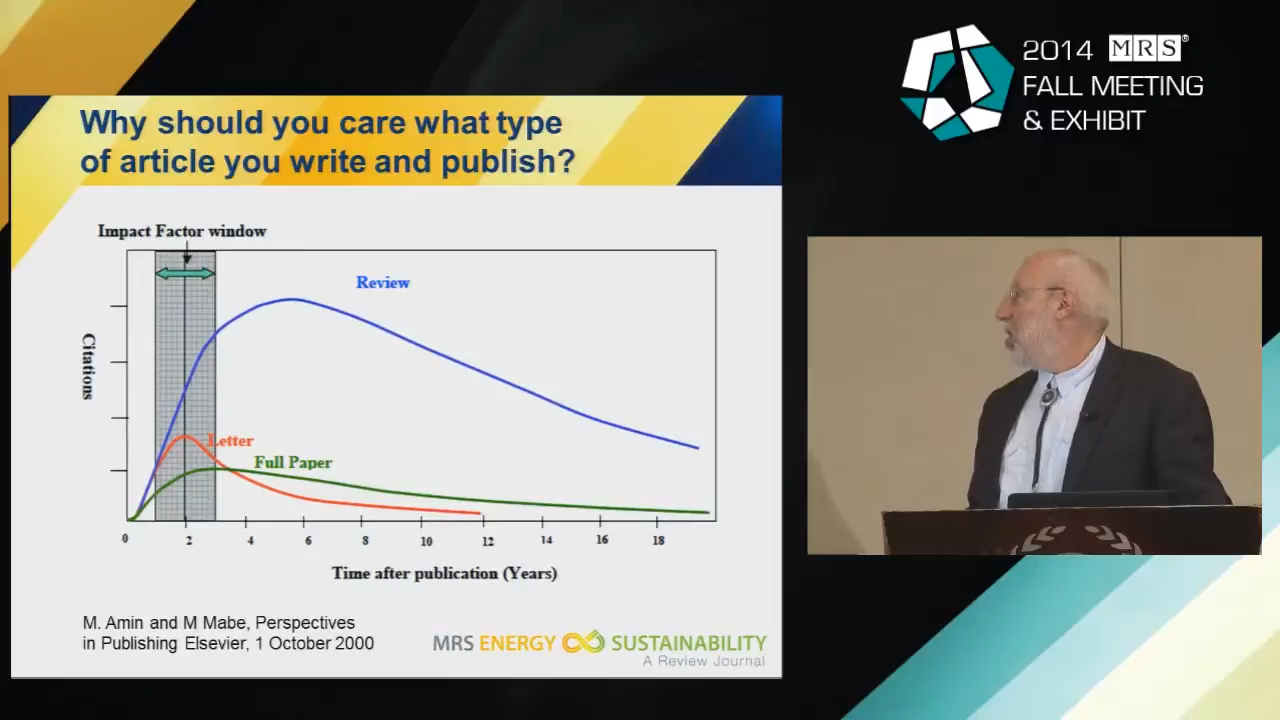 Why should you care what type
of article you write and publish?
Impact Factor window
Review
Citations
Letter
Full Paper
0 2 4 6 8 10 12 14 16 18
Time after publication (Years)
M. Amin and M Mabe, Perspectives
in Publishing Elsevier, 1 October 2000
MRS ENERGY SUSTAINABILITY
A Review Journal
2014 MRS®
FALL MEETING
& EXHIBIT